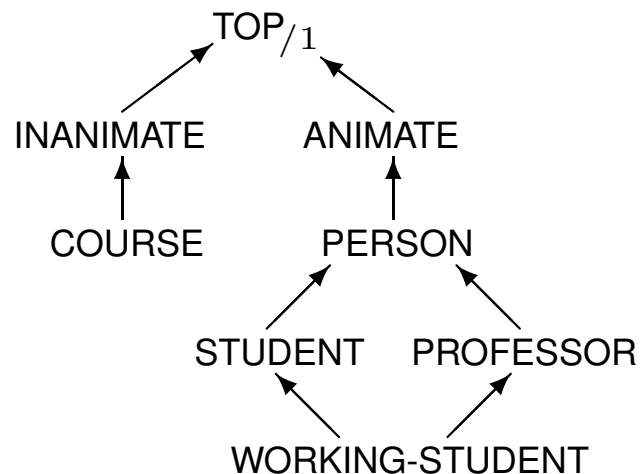 TOP/1
INANIMATE ANIMATE
COURSE PERSON
STUDENT PROFESSOR
WORKING-STUDENT